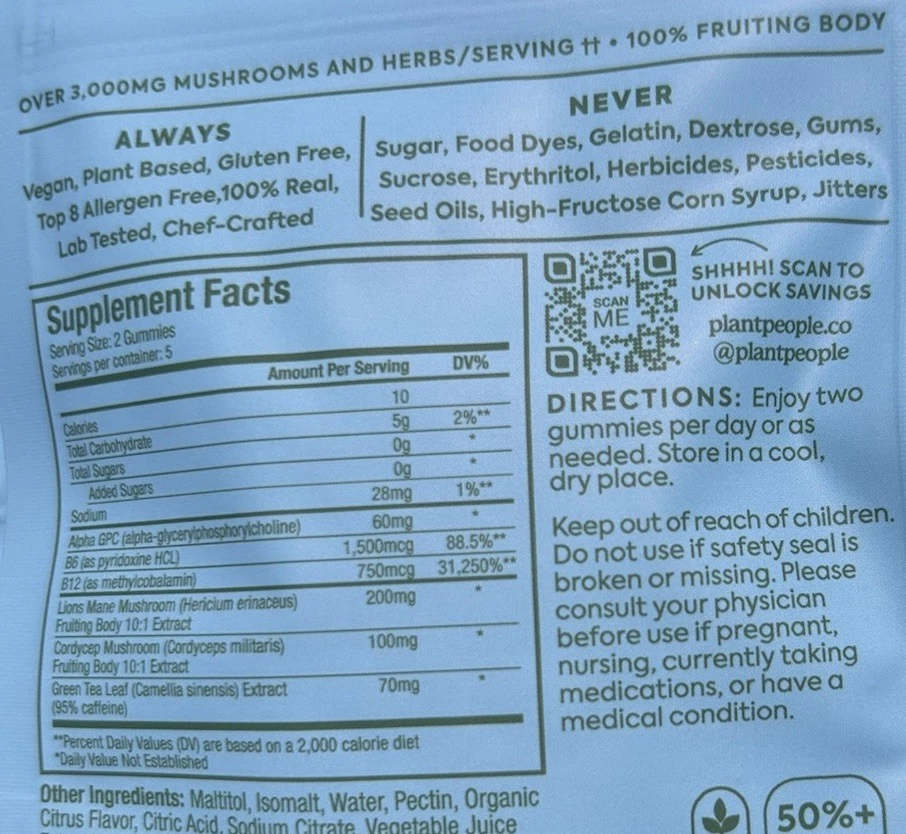 OVER 3,000MG MUSHROOMS AND HERBS/SERVING †† • 100% FRUITING BODY
ALWAYS
Vegan, Plant Based, Gluten Free,
Top 8 Allergen Free,100% Real,
Lab Tested, Chef-Crafted
NEVER
Sugar, Food Dyes, Gelatin, Dextrose, Gums,
Sucrose, Erythritol, Herbicides, Pesticides,
Seed Oils, High-Fructose Corn Syrup, Jitters
Supplement Facts
Serving Size: 2 Gummies
Servings per container: 5
Amount Per Serving DV%
Calories 10
Total Carbohydrate 5g 2%**
Total Sugars 0g *
Added Sugars 0g *
Sodium 28mg 1%**
Alpha GPC (alpha-glycerylphosphorylcholine) 60mg *
B6 (as pyridoxine HCL) 1,500mcg 88.5%**
B12 (as methylcobalamin) 750mcg 31,250%**
Lions Mane Mushroom (Hericium erinaceus) 200mg *
Fruiting Body 10:1 Extract
Cordycep Mushroom (Cordyceps militaris) 100mg *
Fruiting Body 10:1 Extract
Green Tea Leaf (Camellia sinensis) Extract 70mg *
(95% caffeine)
**Percent Daily Values (DV) are based on a 2,000 calorie diet
*Daily Value Not Established
Other Ingredients: Maltitol, Isomalt, Water, Pectin, Organic
Citrus Flavor, Citric Acid, Sodium Citrate, Vegetable Juice
SCAN
ME
SHHHH! SCAN TO
UNLOCK SAVINGS
plantpeople.co
@plantpeople
DIRECTIONS: Enjoy two
gummies per day or as
needed. Store in a cool,
dry place.
Keep out of reach of children.
Do not use if safety seal is
broken or missing. Please
consult your physician
before use if pregnant,
nursing, currently taking
medications, or have a
medical condition.
50%+